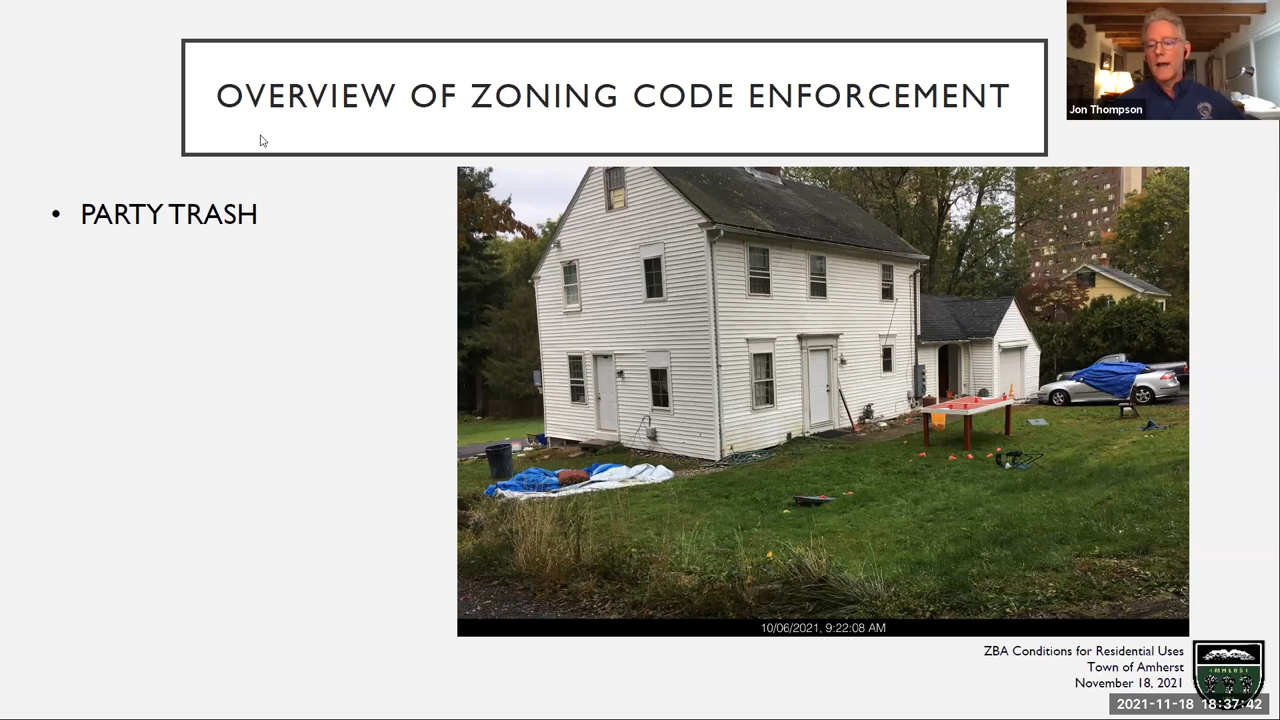 OVERVIEW OF ZONING CODE ENFORCEMENT
Jon Thompson
• PARTY TRASH
10/06/2021, 9:22:08 AM
ZBA Conditions for Residential Uses
Town of Amherst
November 18, 2021
AMHERST
2021-11-18 18:37:42